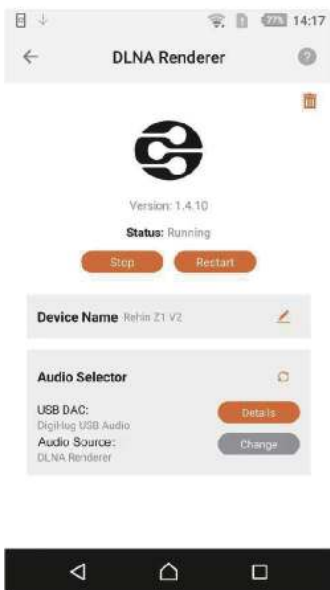 77% 14:17
DLNA Renderer
Version: 1.4.10
Status: Running
Stop Restart
Device Name Rehin Z1 V2
Audio Selector
USB DAC:
Details
DigiHug USB Audio
Audio Source:
Change
DLNA Renderer